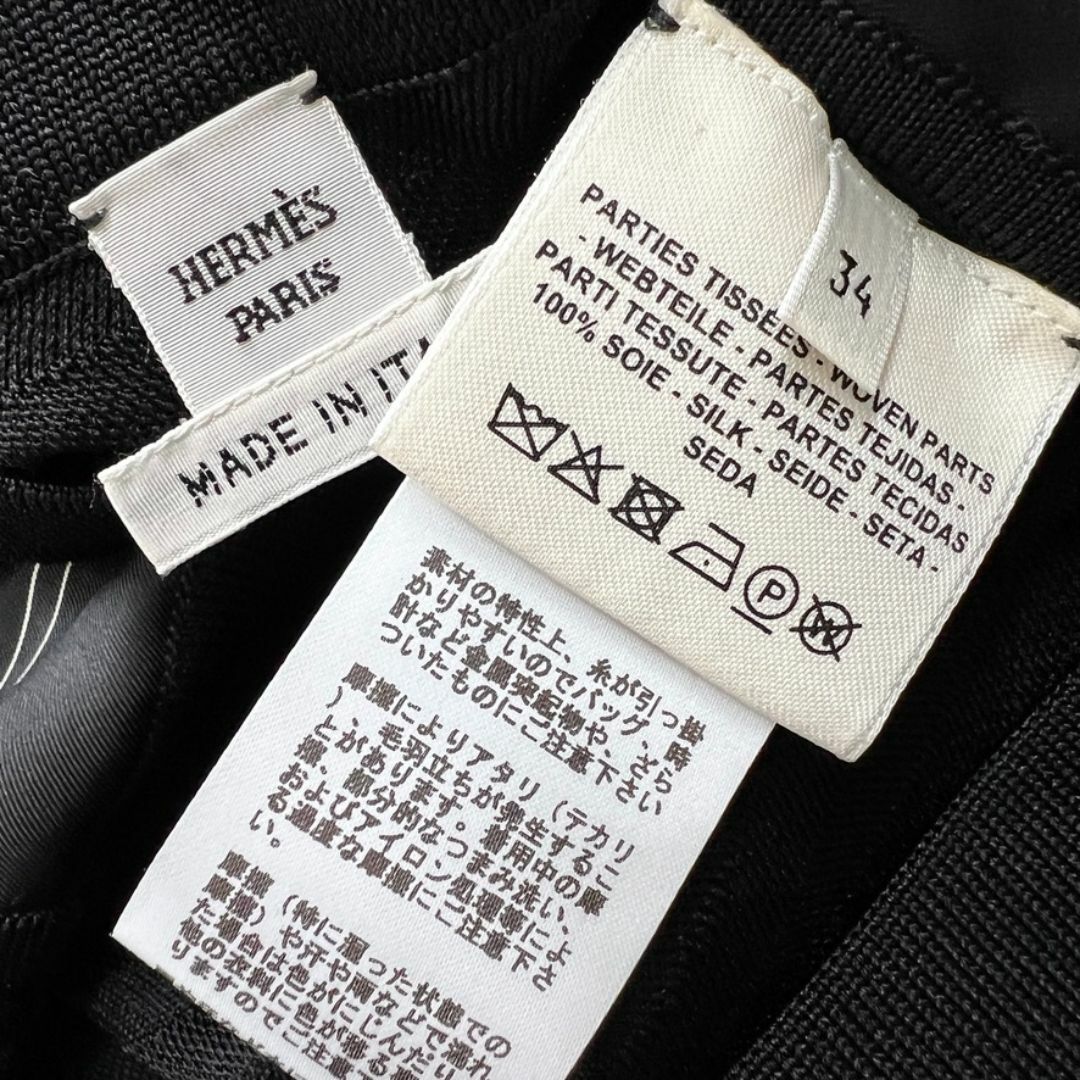 HERMÈS
PARIS
MADE IN ITA
34
PARTIES TISSÉES - WOVEN PARTS
- WEBTEILE - PARTES TEJIDAS -
PARTI TESSUTE - PARTES TECIDAS
100% SOIE - SILK - SEIDE - SETA -
SEDA
P
W
素材の特性上、糸が引っ掛
かりやすいのでバッグ、時
計など金属突起物や、ざら
ついたものにご注意下さい
摩擦によりアタリ（テカリ
）、毛羽立ちが発生するこ
とがあります。着用中の摩
擦、部分的なつまみ洗い、
およびアイロン処理等によ
る過度な摩擦にご注意下さ
い。
摩擦（特に湿った状態での
摩擦）や汗や雨などで濡れ
た場合は色がにじんだり
他の衣料に色が移る
りますのでご注意